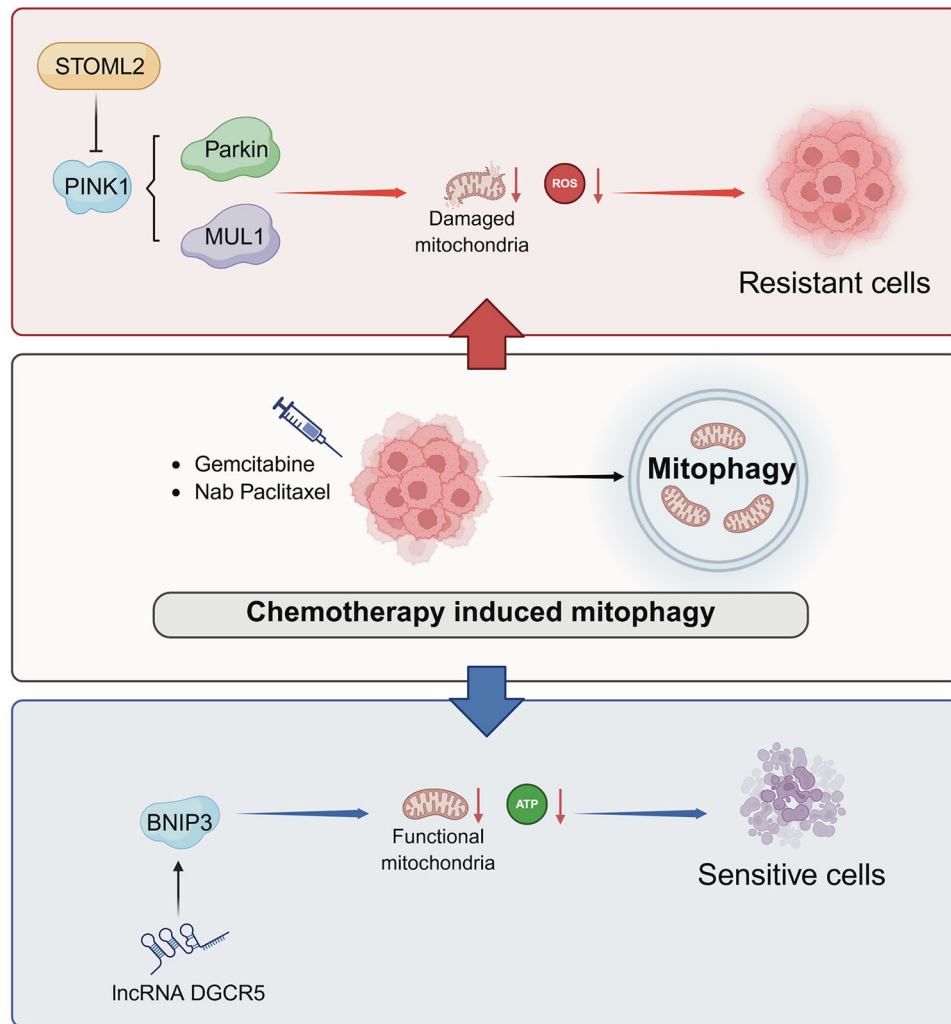 STOML2
PINK1
Parkin
MUL1
Damaged
mitochondria
ROS
Resistant cells
• Gemcitabine
• Nab Paclitaxel
Mitophagy
Chemotherapy induced mitophagy
BNIP3
lncRNA DGCR5
Functional
mitochondria
ATP
Sensitive cells